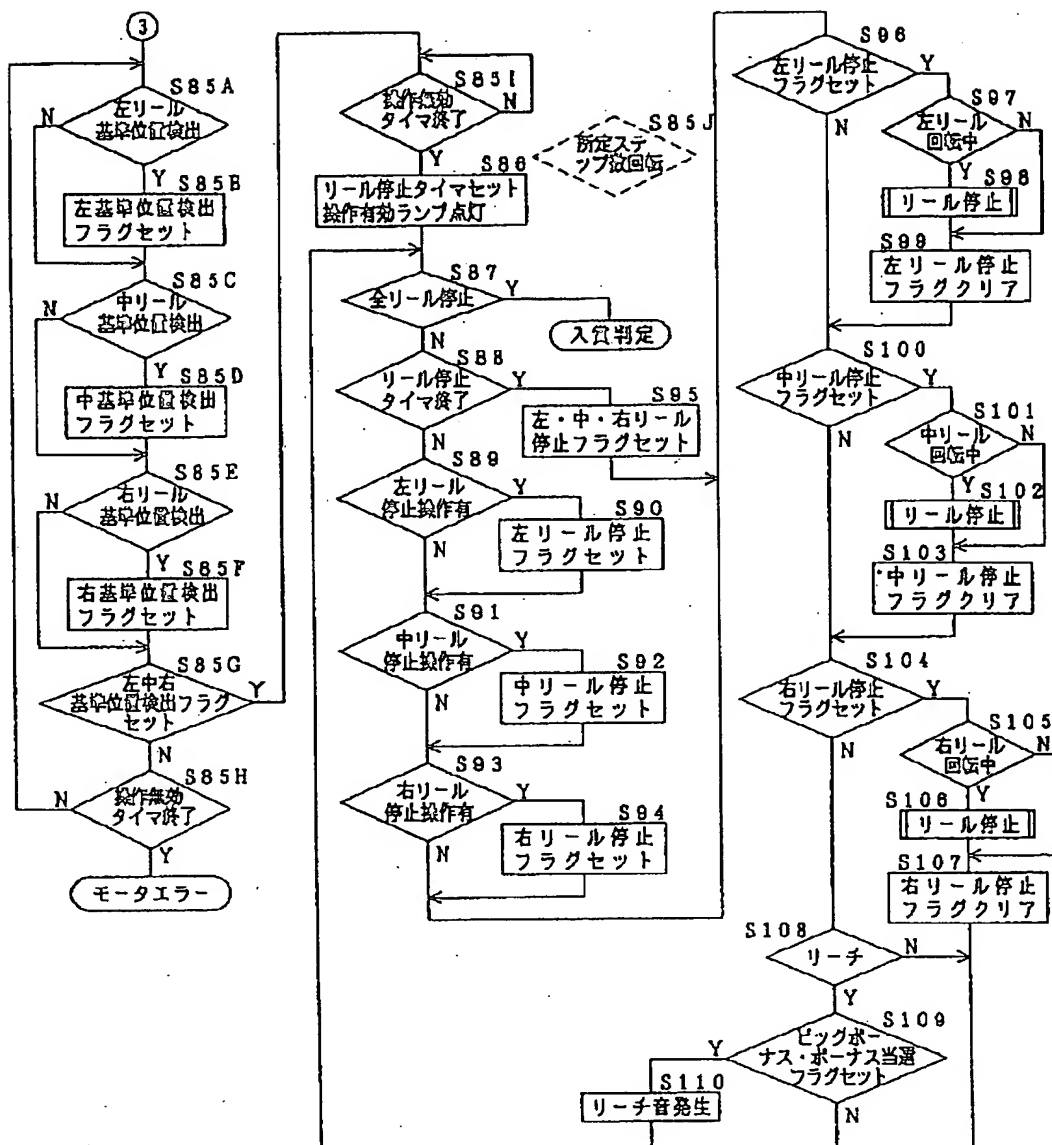 3
S85A
左リール
基準位置検出
N
Y
S85B
左基準位置検出
フラグセット
S85C
中リール
基準位置検出
N
Y
S85D
中基準位置検出
フラグセット
S85E
右リール
基準位置検出
N
Y
S85F
右基準位置検出
フラグセット
S85G
左中右
基準位置検出フラグ
セット
Y
N
S85H
操作無効
タイマ終了
N
Y
モータエラー
S85I
操作無効
タイマ終了
N
Y
S85J
所定ステ
ップ数回転
S86
リール停止タイマセット
操作有効ランプ点灯
S87
全リール停止
Y
入賞判定
N
S88
リール停止
タイマ終了
Y
N
S95
左・中・右リール
停止フラグセット
S89
左リール
停止操作有
Y
N
S90
左リール停止
フラグセット
S91
中リール
停止操作有
Y
N
S92
中リール停止
フラグセット
S93
右リール
停止操作有
Y
N
S94
右リール停止
フラグセット
S96
左リール停止
フラグセット
Y
N
S97
左リール
回転中
N
Y
S98
リール停止
S99
左リール停止
フラグクリア
S100
中リール停止
フラグセット
Y
N
S101
中リール
回転中
N
Y
S102
リール停止
S103
中リール停止
フラグクリア
S104
右リール停止
フラグセット
Y
N
S105
右リール
回転中
N
Y
S106
リール停止
S107
右リール停止
フラグクリア
S108
リーチ
N
Y
S109
ビッグボー
ナス・ボーナス当選
フラグセット
Y
N
S110
リーチ音発生